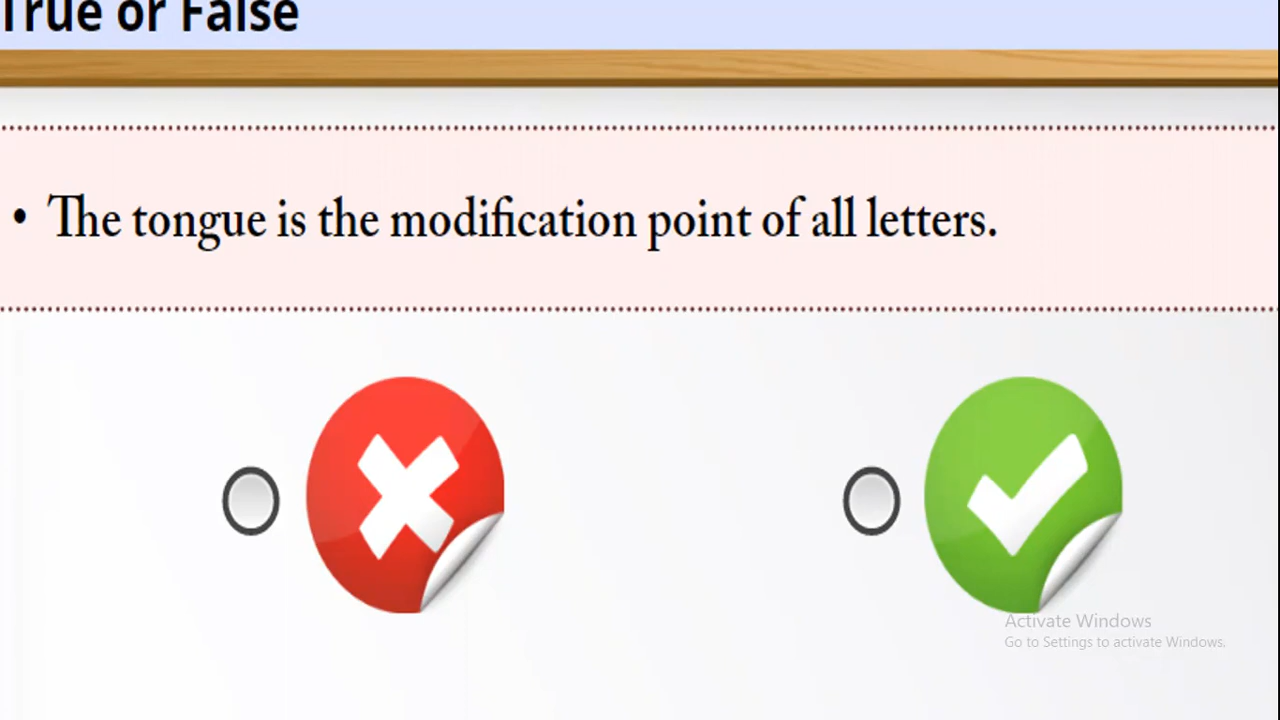 True or False
• The tongue is the modification point of all letters.
Activate Windows
Go to Settings to activate Windows.